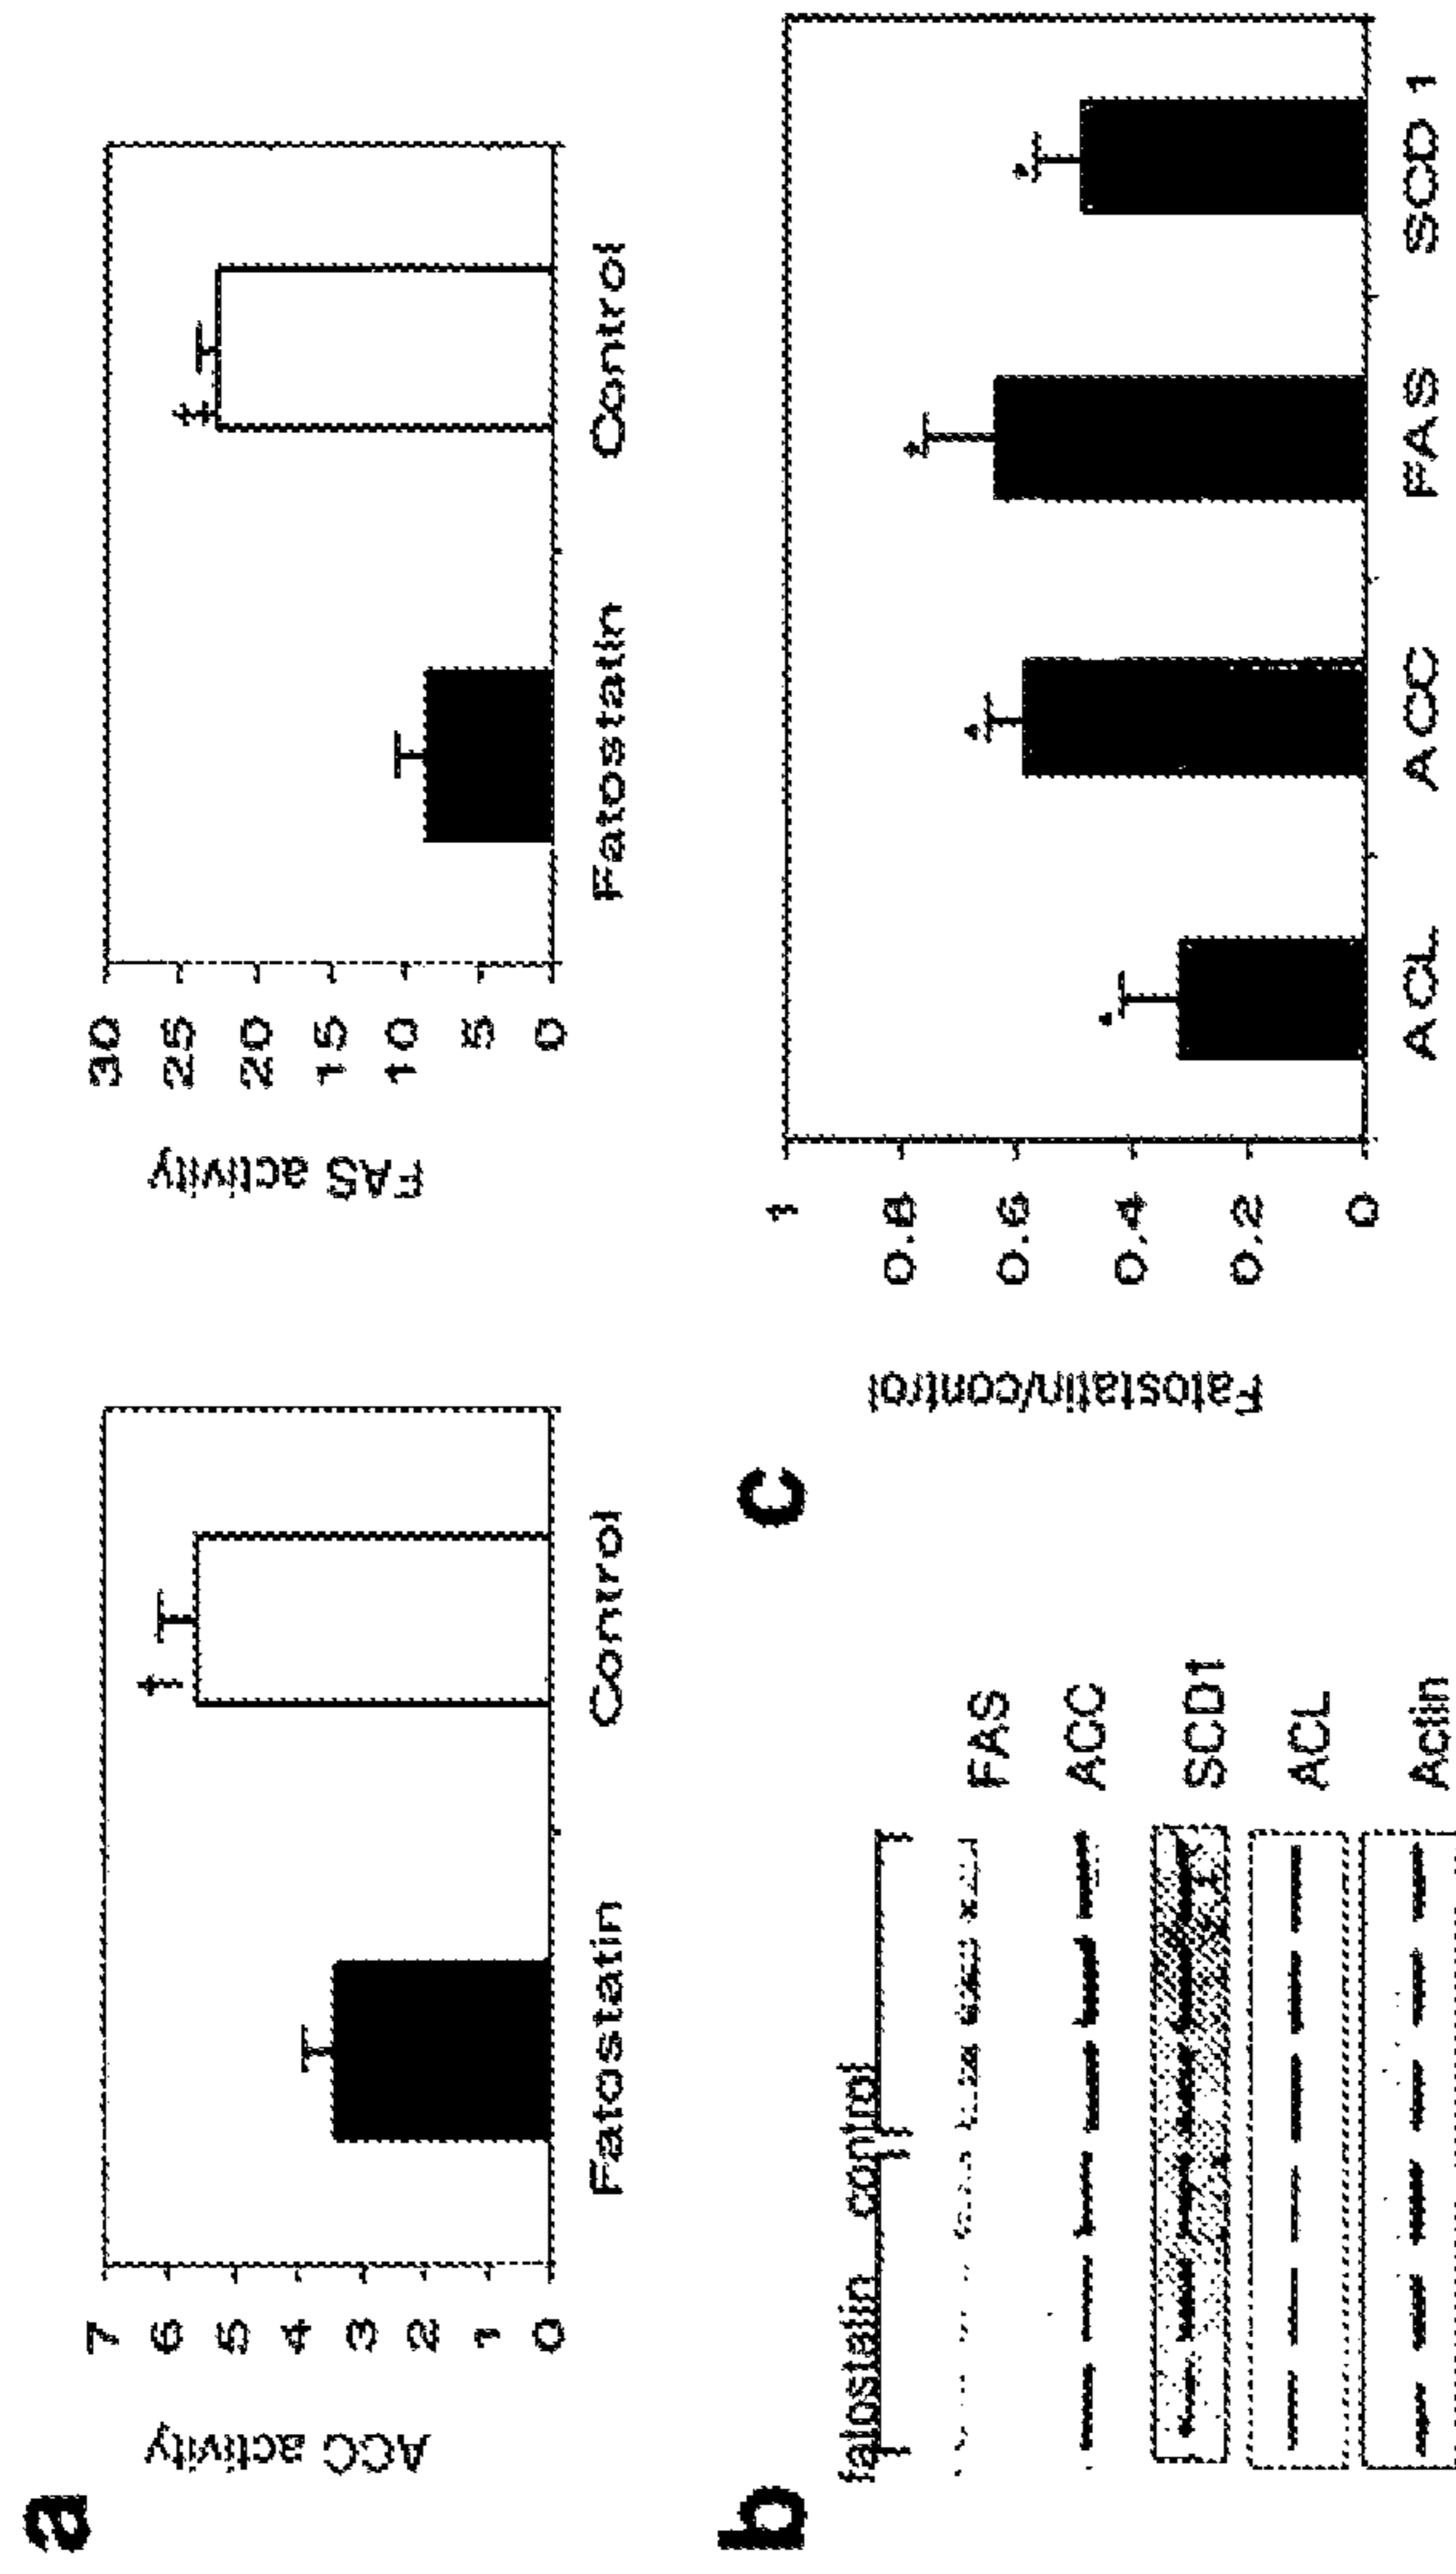 a
ACC activity
7
6
5
4
3
2
1
0
Fatostatin Control
FAS activity
30
25
20
15
10
5
0
Fatostatin Control
b
fatostatin control
FAS
ACC
SCD1
ACL
Actin
c
Fatostatin/control
1
0.8
0.6
0.4
0.2
0
ACL ACC FAS SCD 1